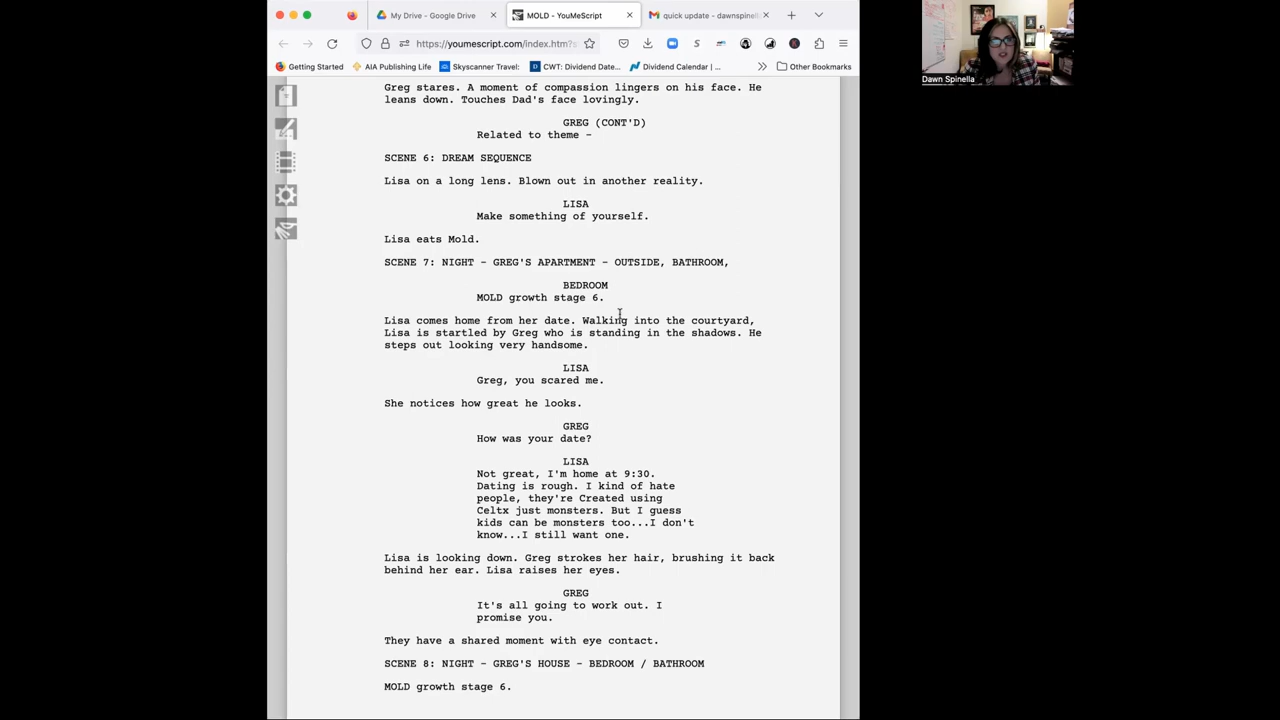 My Drive - Google Drive
MOLD - YouMeScript
quick update - dawnspinell
https://youmescript.com/index.htm?s
Getting Started
AIA Publishing Life
Skyscanner Travel:
CWT: Dividend Date...
Dividend Calendar | ...
Other Bookmarks
Dawn Spinella
Greg stares. A moment of compassion lingers on his face. He
leans down. Touches Dad's face lovingly.
GREG (CONT'D)
Related to theme -
SCENE 6: DREAM SEQUENCE
Lisa on a long lens. Blown out in another reality.
LISA
Make something of yourself.
Lisa eats Mold.
SCENE 7: NIGHT - GREG'S APARTMENT - OUTSIDE, BATHROOM,
BEDROOM
MOLD growth stage 6.
Lisa comes home from her date. Walking into the courtyard,
Lisa is startled by Greg who is standing in the shadows. He
steps out looking very handsome.
LISA
Greg, you scared me.
She notices how great he looks.
GREG
How was your date?
LISA
Not great, I'm home at 9:30.
Dating is rough. I kind of hate
people, they're Created using
Celtx just monsters. But I guess
kids can be monsters too...I don't
know...I still want one.
Lisa is looking down. Greg strokes her hair, brushing it back
behind her ear. Lisa raises her eyes.
GREG
It's all going to work out. I
promise you.
They have a shared moment with eye contact.
SCENE 8: NIGHT - GREG'S HOUSE - BEDROOM / BATHROOM
MOLD growth stage 6.